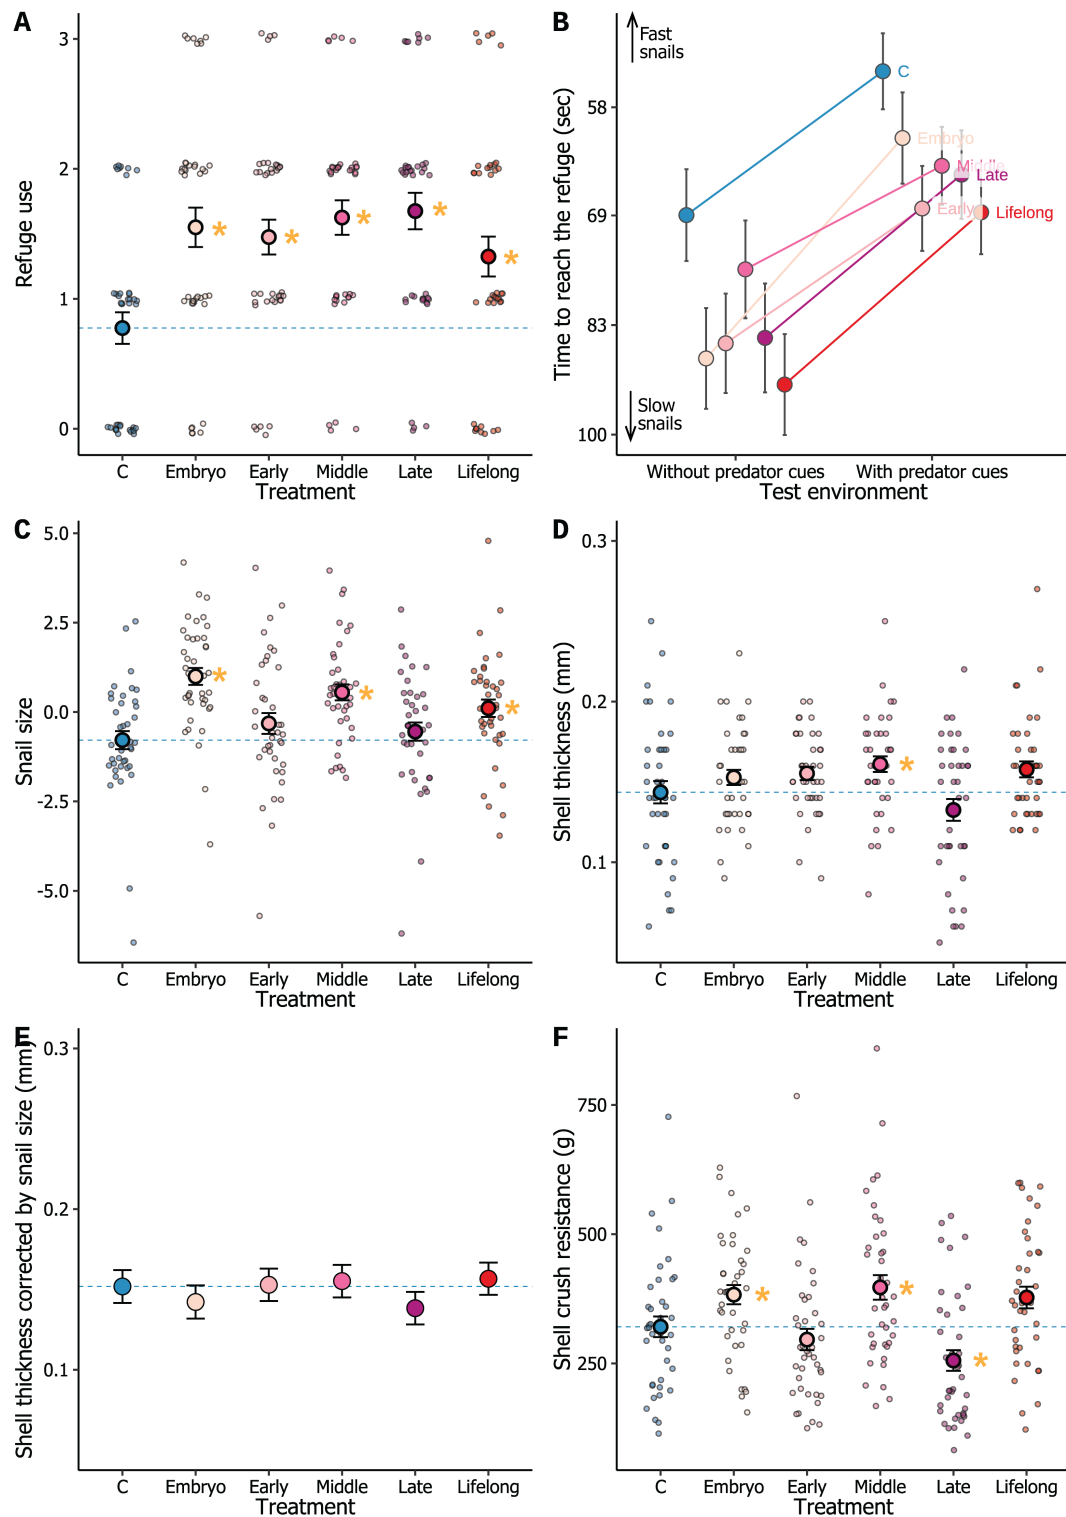 A
Refuge use
3
2
1
0
C Embryo Early Middle Late Lifelong
Treatment
B
Time to reach the refuge (sec)
58
69
83
100
Fast
snails
Slow
snails
C
Embryo
Middle
Late
Early
Lifelong
Without predator cues With predator cues
Test environment
C
Snail size
5.0
2.5
0.0
-2.5
-5.0
C Embryo Early Middle Late Lifelong
Treatment
D
Shell thickness (mm)
0.3
0.2
0.1
C Embryo Early Middle Late Lifelong
Treatment
E
Shell thickness corrected by snail size (mm)
0.3
0.2
0.1
C Embryo Early Middle Late Lifelong
Treatment
F
Shell crush resistance (g)
750
500
250
C Embryo Early Middle Late Lifelong
Treatment